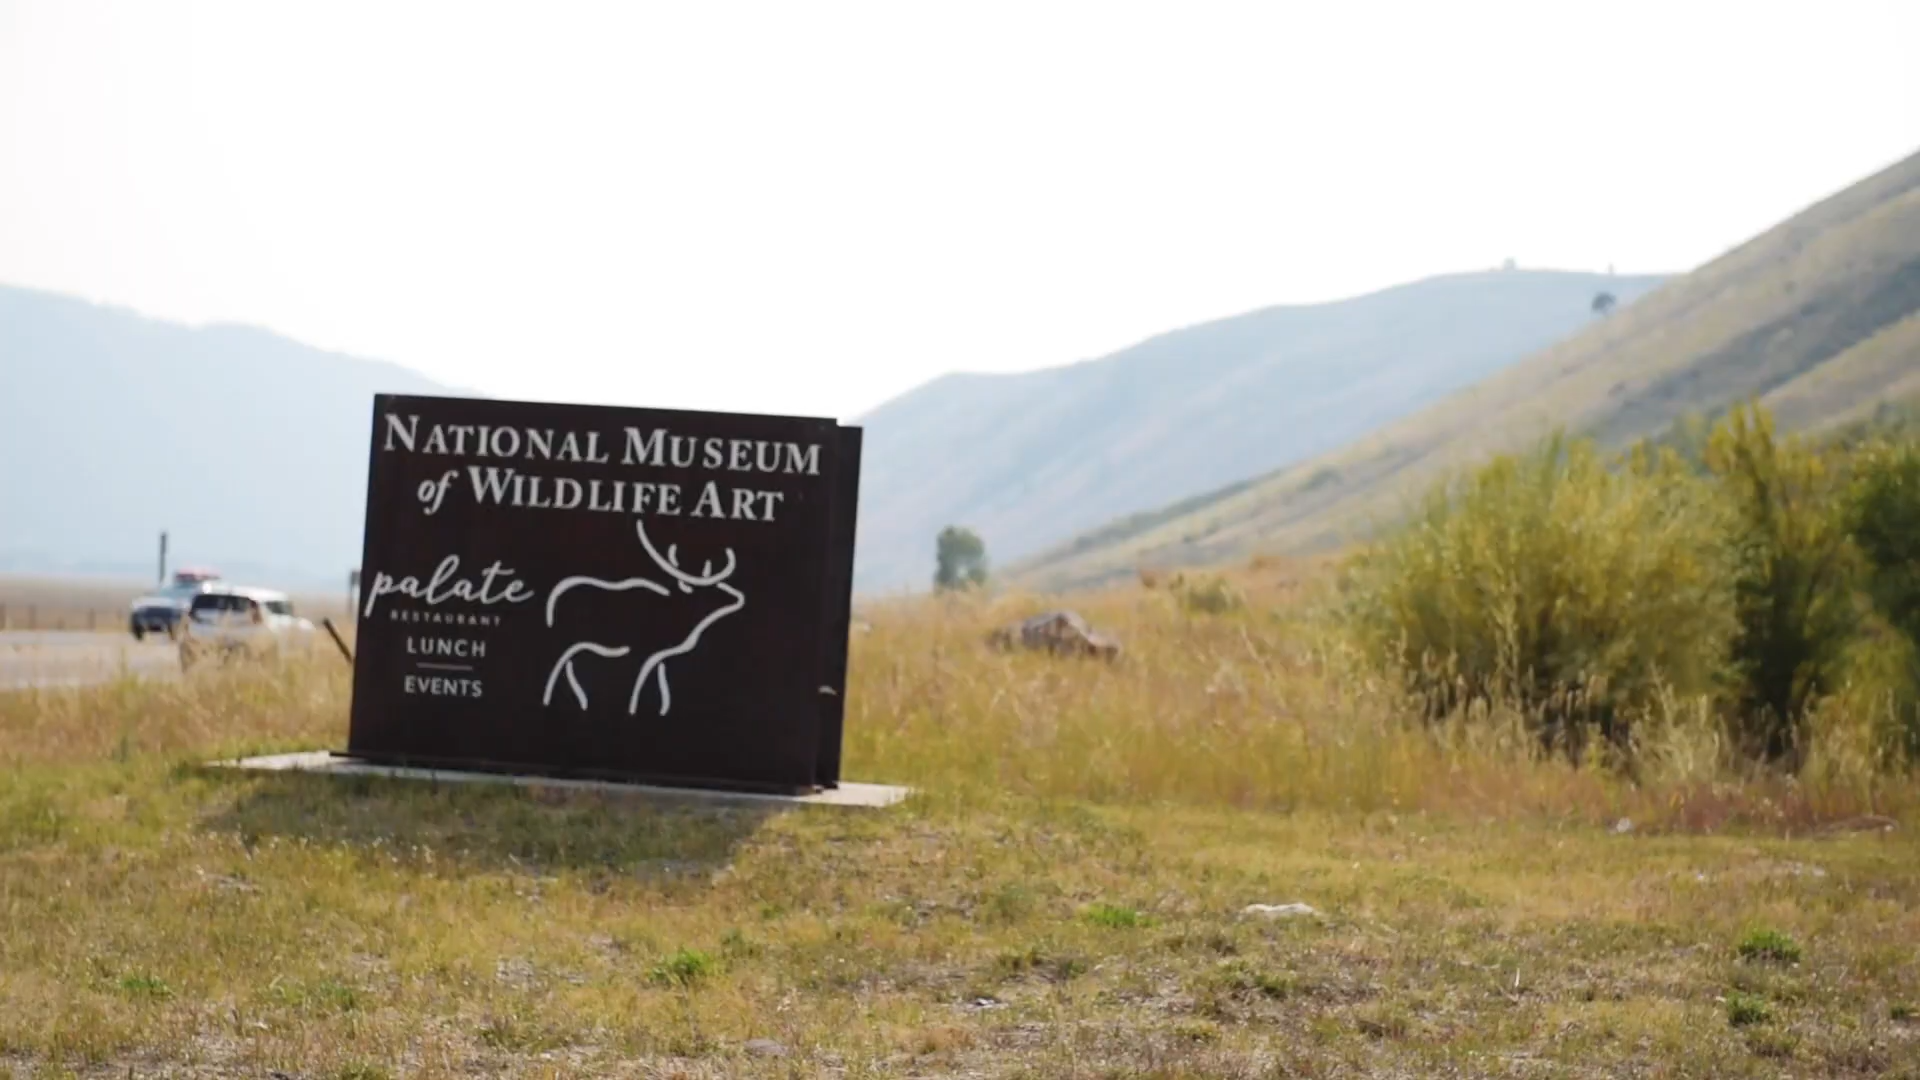 NATIONAL MUSEUM
of WILDLIFE ART
palate
RESTAURANT
LUNCH
EVENTS